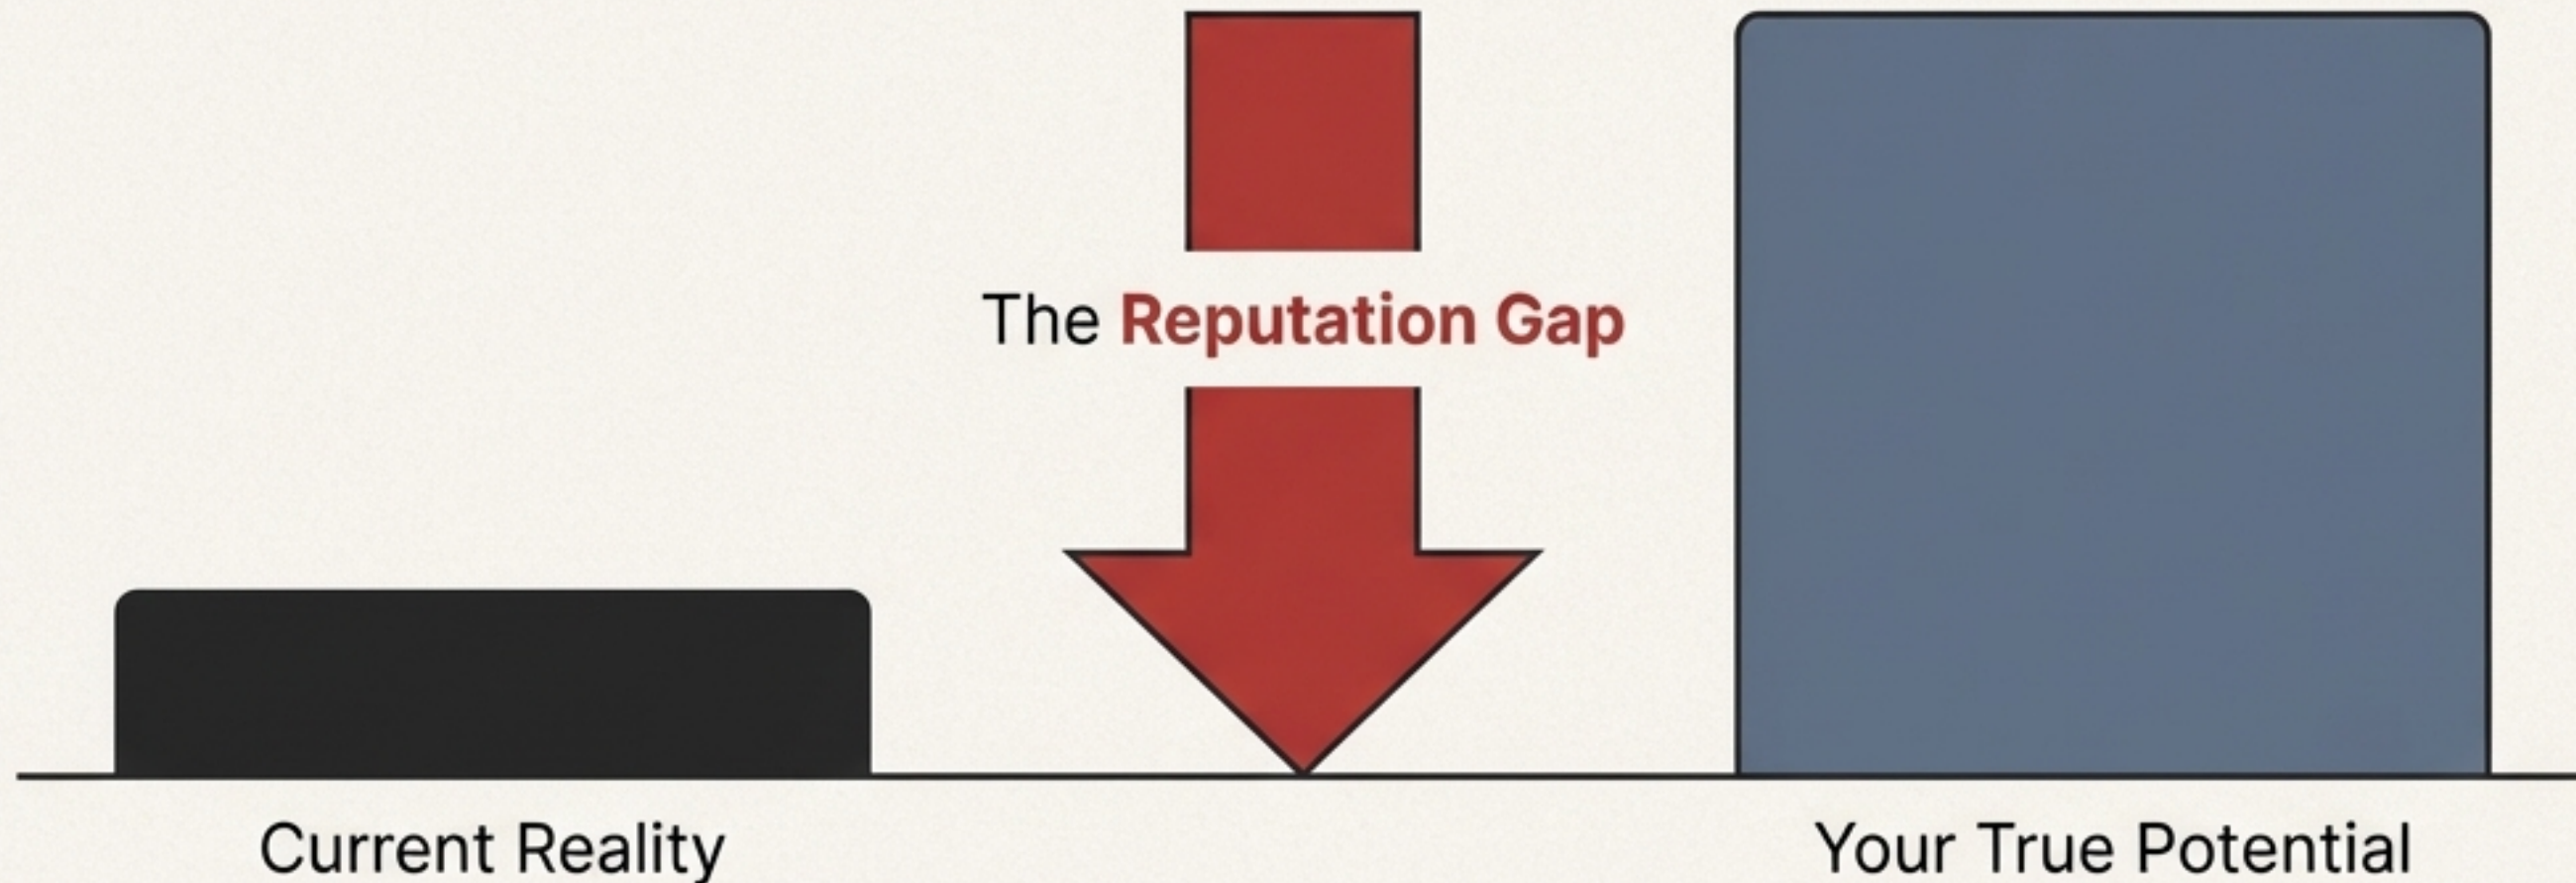 The Reputation Gap
Current Reality
Your True Potential